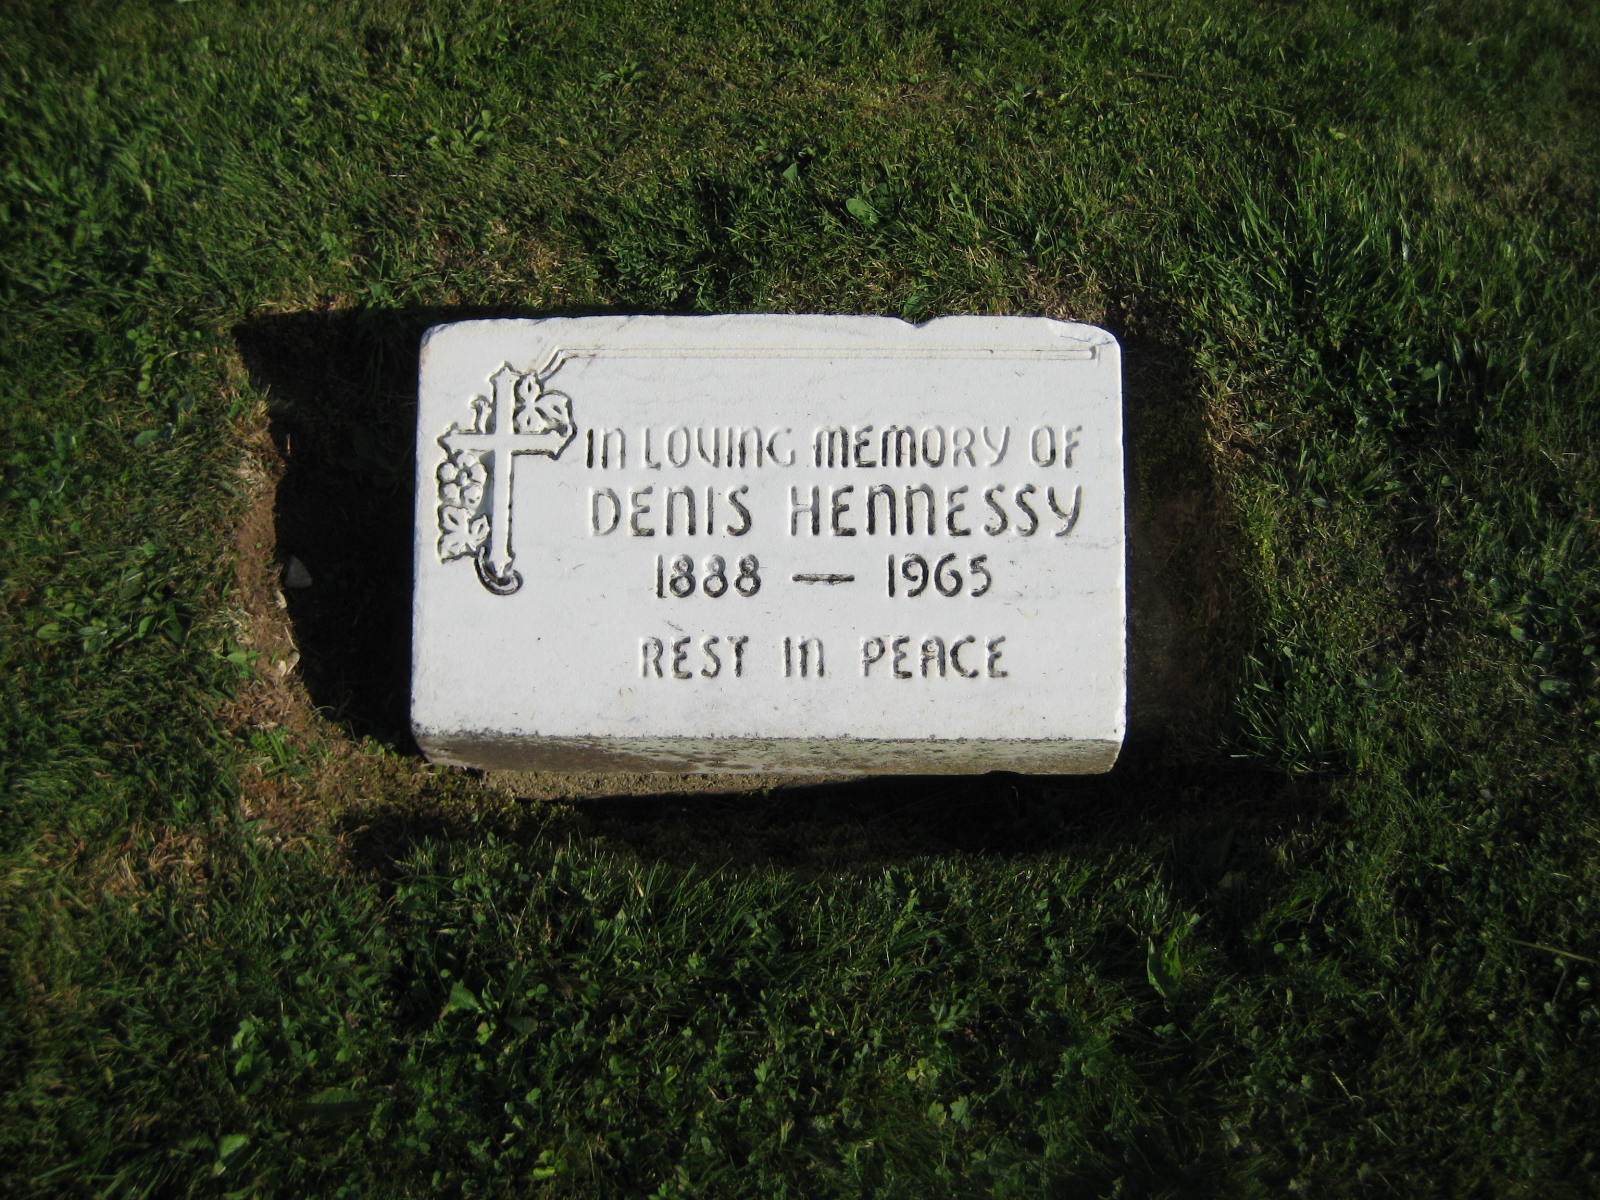 IN LOVING MEMORY OF
DENIS HENNESSY
1888 — 1965
REST IN PEACE